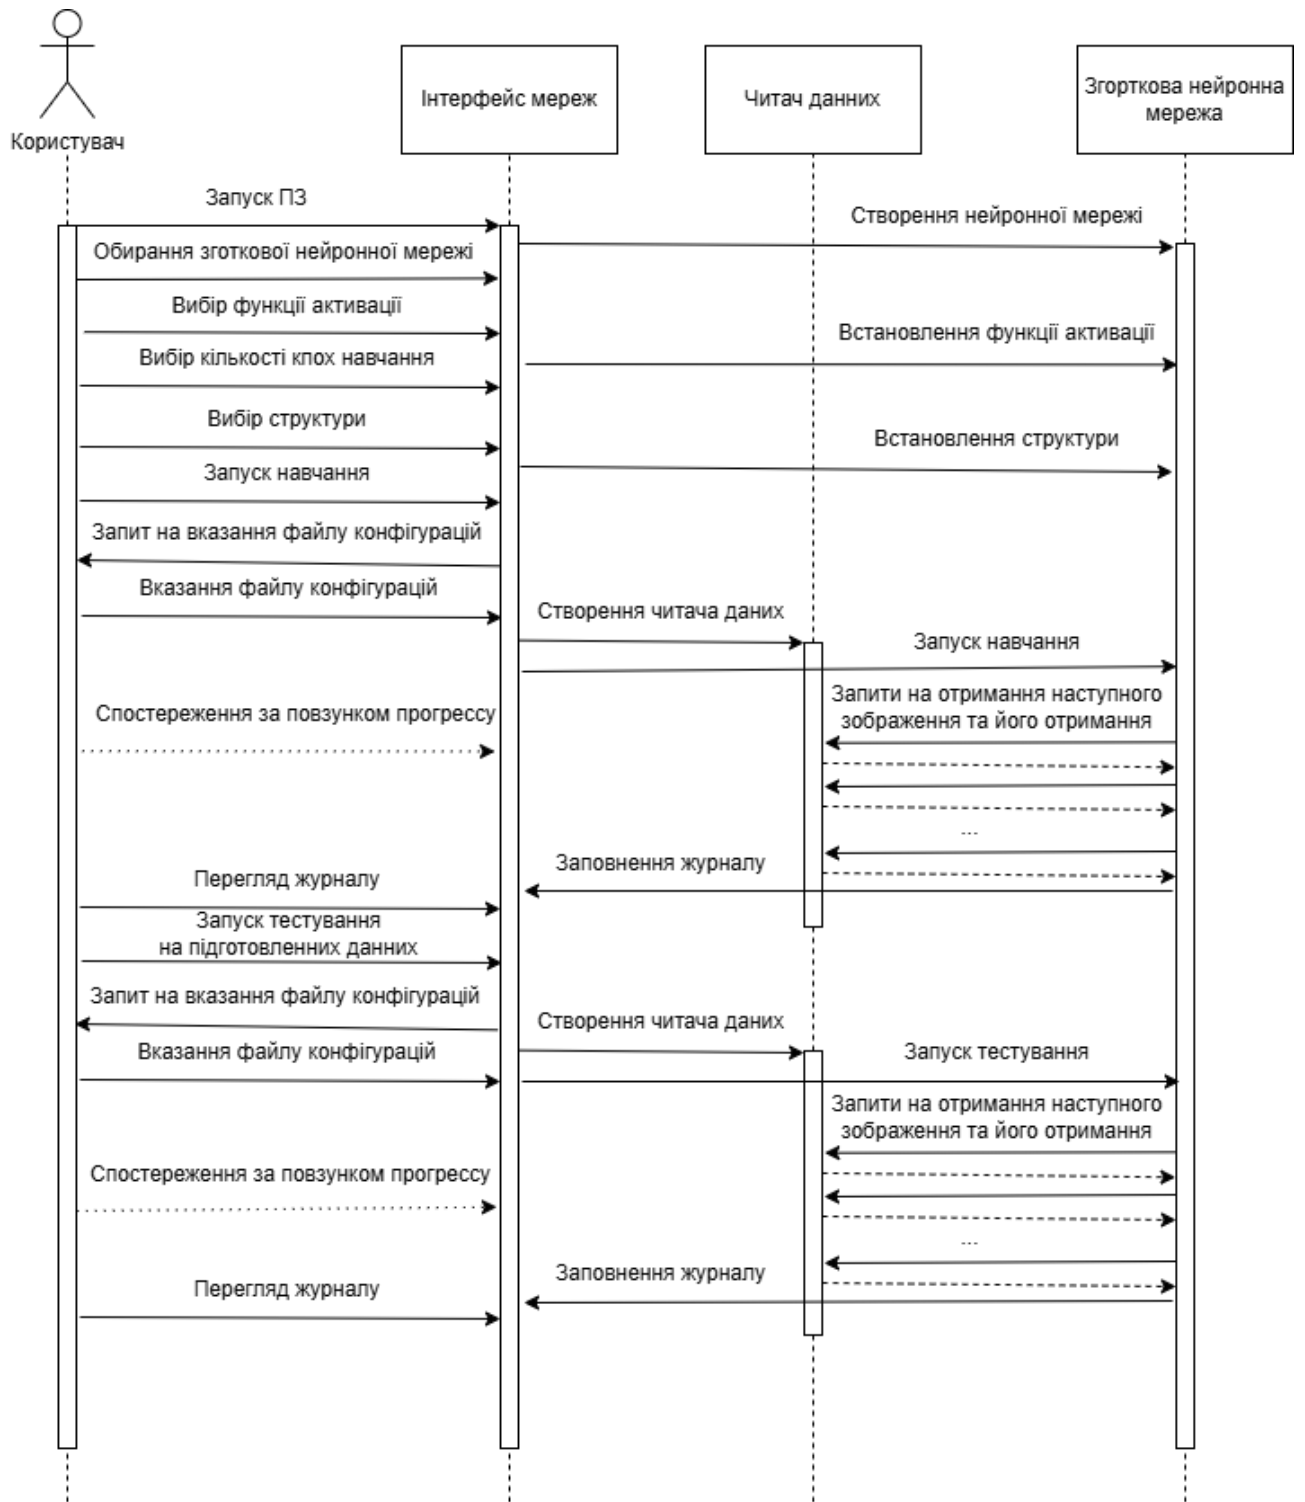 Користувач
Інтерфейс мереж
Читач данних
Згорткова нейронна
мережа
Запуск ПЗ
Створення нейронної мережі
Обирання зготкової нейронної мережі
Вибір функції активації
Встановлення функції активації
Вибір кількості кпох навчання
Вибір структури
Встановлення структури
Запуск навчання
Запит на вказання файлу конфігурацій
Вказання файлу конфігурацій
Створення читача даних
Запуск навчання
Запити на отримання наступного
зображення та його отримання
Спостереження за повзунком прогрессу
...
Заповнення журналу
Перегляд журналу
Запуск тестування
на підготовленних данних
Запит на вказання файлу конфігурацій
Створення читача даних
Вказання файлу конфігурацій
Запуск тестування
Запити на отримання наступного
зображення та його отримання
Спостереження за повзунком прогрессу
...
Заповнення журналу
Перегляд журналу